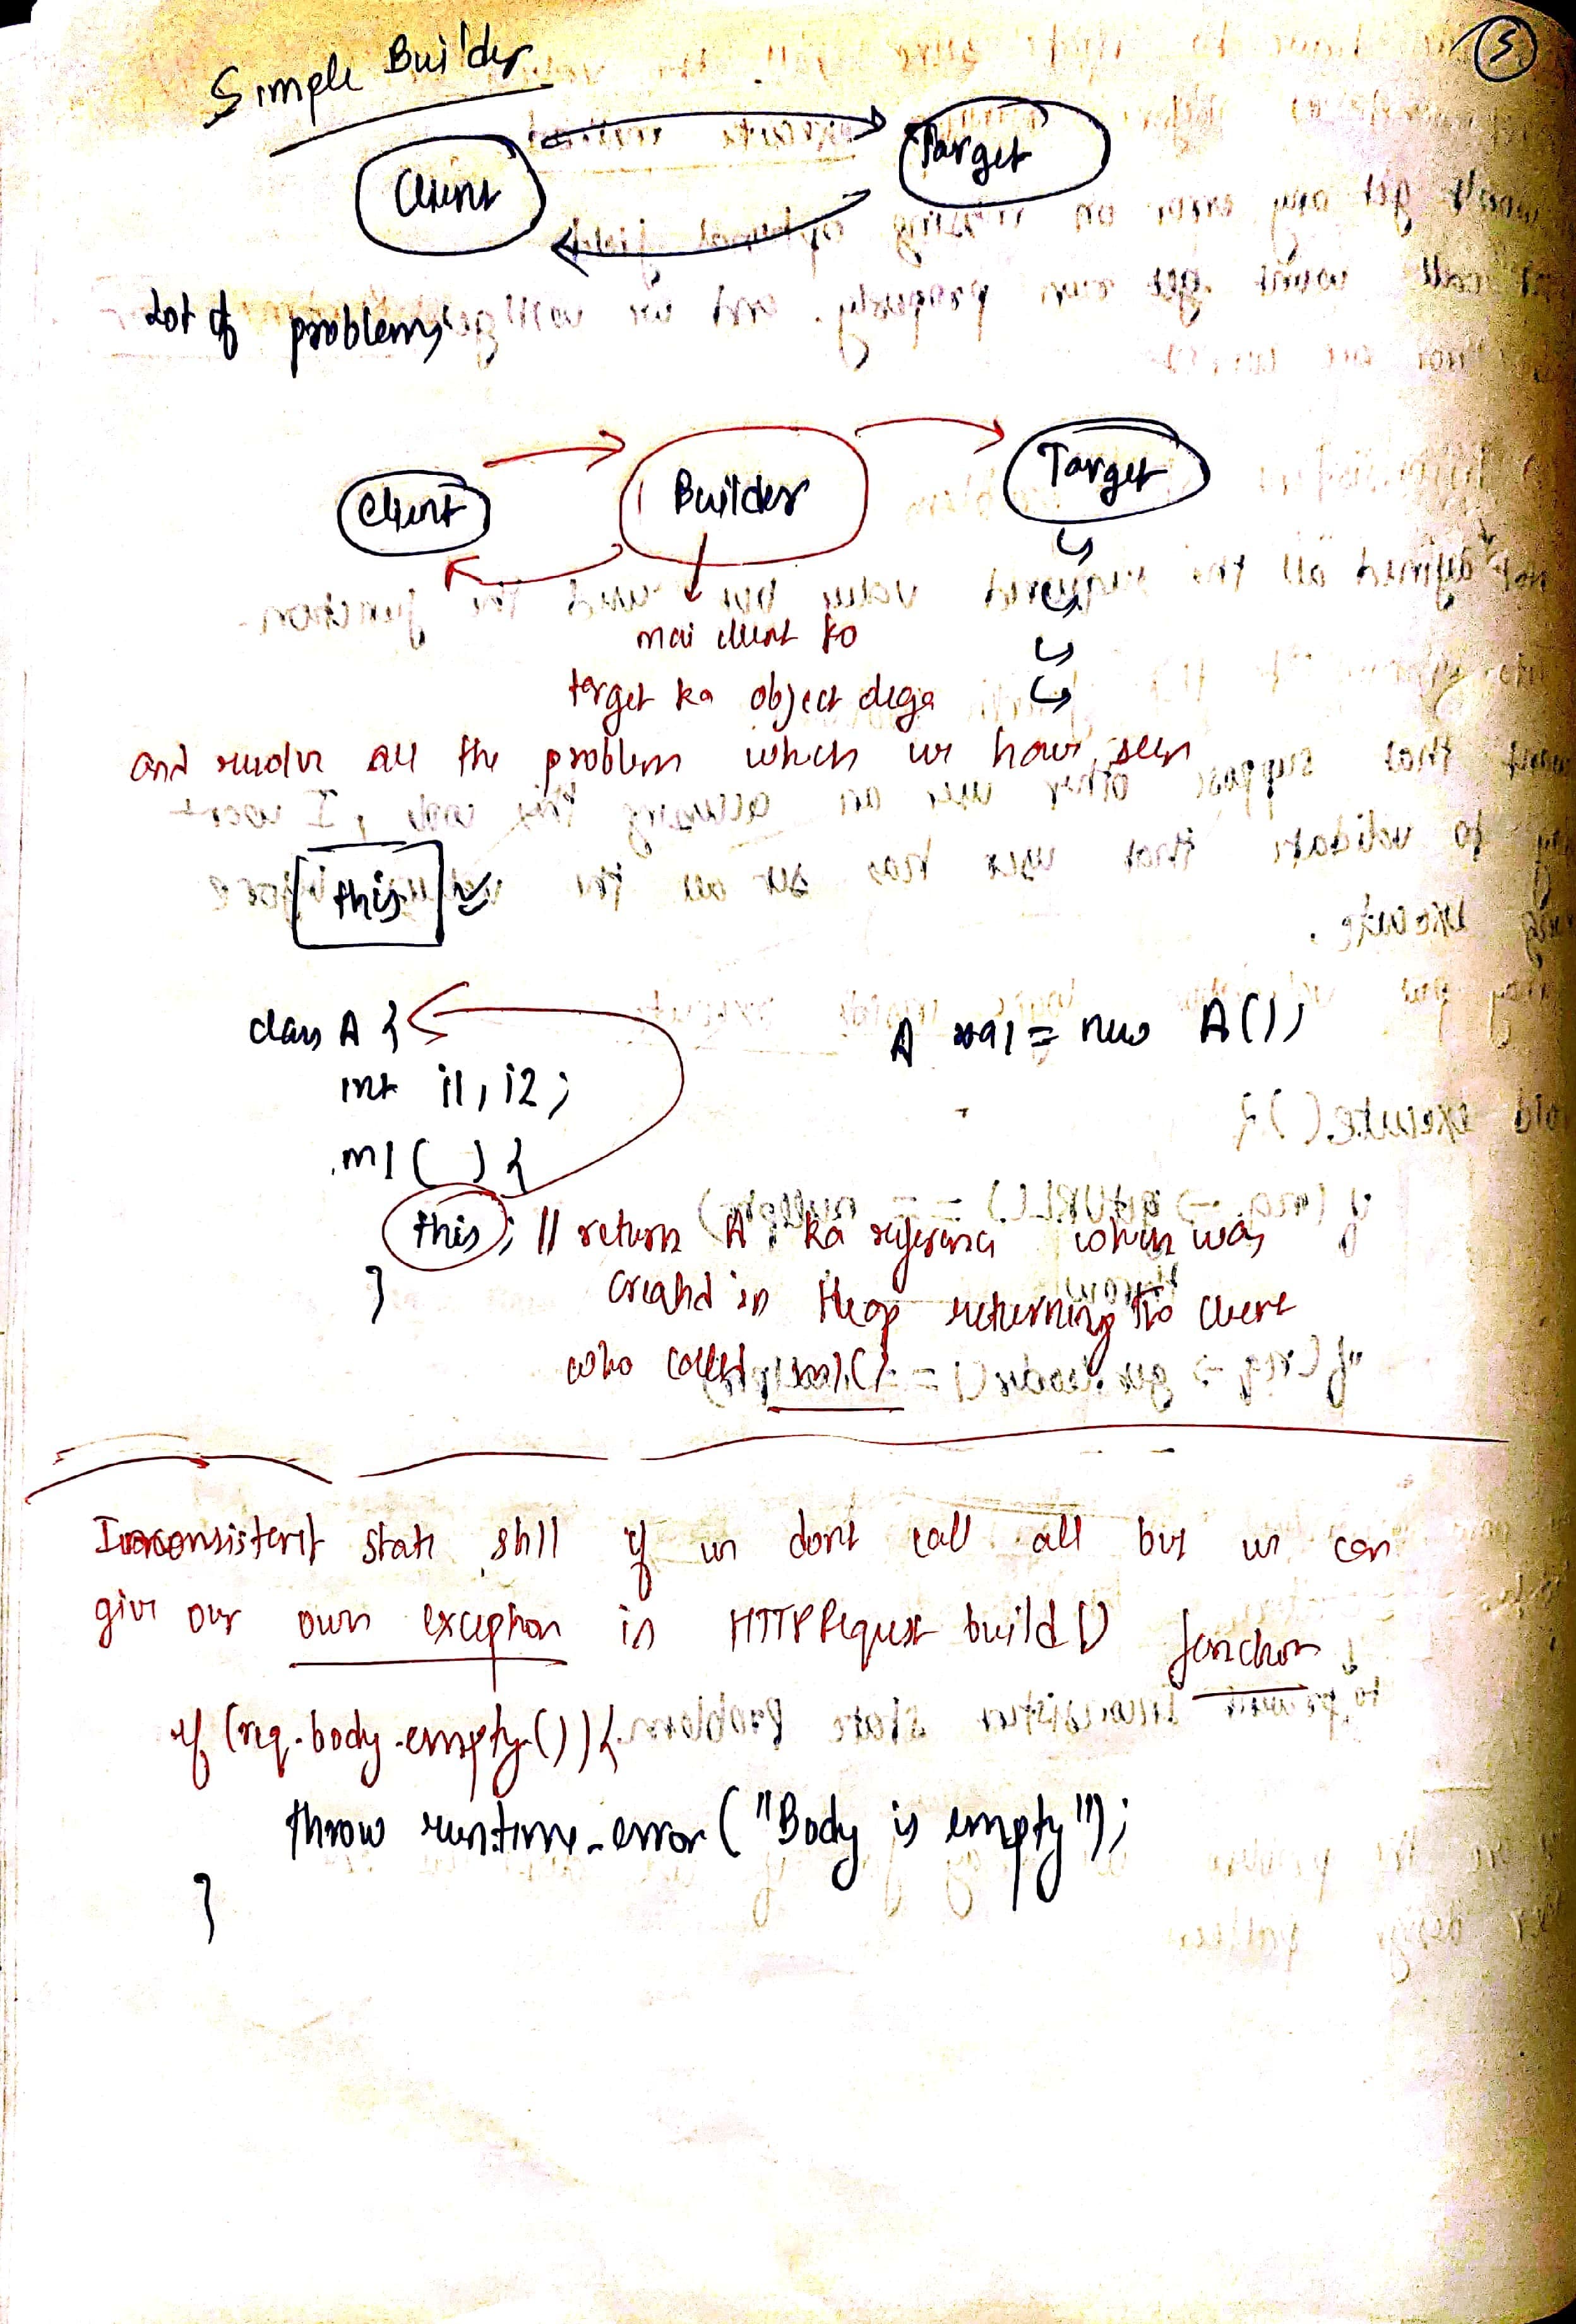 5
Simple Builder
Client
Target
Lot of problems
Client
Builder
Target
mai client ko
target ka object dega
and resolve all the problem which we have seen
this
class A {
A val = new A();
int i1, i2;
m1( ) {
this; // return A ka reference which was
}
created in Heap returning to client
who called m1()
Inconsistent state still if we dont call all but we can
give our own exception in HTTPRequest build() function
if (req.body.empty()) {
throw runtime_error("Body is empty");
}